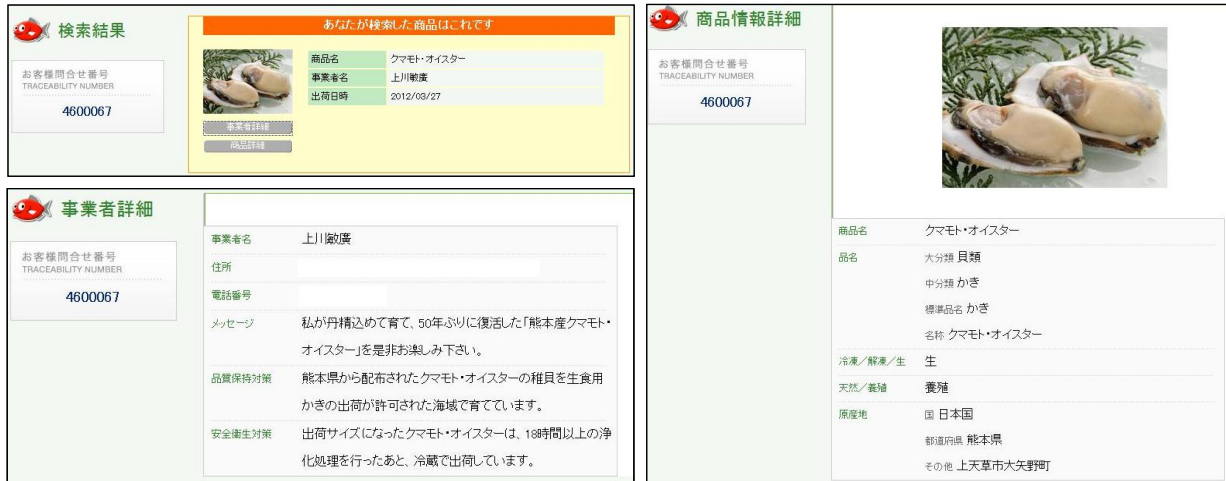 検索結果
お客様問合せ番号
TRACEABILITY NUMBER
4600067
あなたが検索した商品はこれです
商品名 クマモト・オイスター
事業者名 上川敏廣
出荷日時 2012/03/27
事業者詳細
商品詳細
事業者詳細
お客様問合せ番号
TRACEABILITY NUMBER
4600067
事業者名 上川敏廣
住所
電話番号
メッセージ 私が丹精込めて育て、50年ぶりに復活した「熊本産クマモト・
オイスター」を是非お楽しみ下さい。
品質保持対策 熊本県から配布されたクマモト・オイスターの稚貝を生食用
かきの出荷が許可された海域で育てています。
安全衛生対策 出荷サイズになったクマモト・オイスターは、18時間以上の浄
化処理を行ったあと、冷蔵で出荷しています。
商品情報詳細
お客様問合せ番号
TRACEABILITY NUMBER
4600067
商品名 クマモト・オイスター
品名 大分類 貝類
中分類 かき
標準品名 かき
名称 クマモト・オイスター
冷凍/解凍/生 生
天然/養殖 養殖
原産地 国 日本国
都道府県 熊本県
その他 上天草市大矢野町